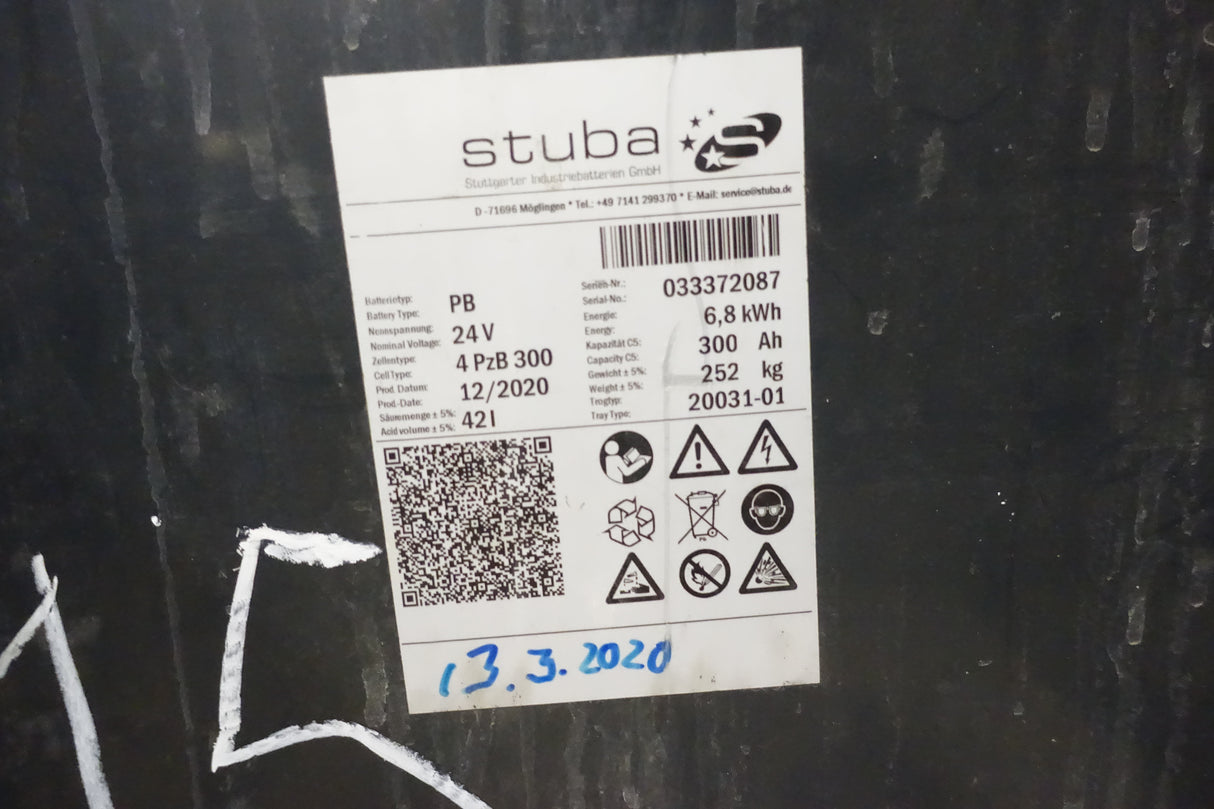 stuba
Stuttgarter Industriebatterien GmbH
D-71696 Möglingen * Tel.: +49 7141 299370 * E-Mail: service@stuba.de
Batterietyp:
Battery Type: PB
Nennspannung:
Nominal Voltage: 24 V
Zellentype:
Cell Type: 4 PzB 300
Prod. Datum:
Prod.-Date: 12/2020
Säuremenge ± 5%:
Acid volume ± 5%: 42 l
Serien-Nr.:
Serial-No.: 033372087
Energie:
Energy: 6,8 kWh
Kapazität C5:
Capacity C5: 300 Ah
Gewicht ± 5%:
Weight ± 5%: 252 kg
Trogtyp:
Tray Type: 20031-01
Pb
13.3.2020
15